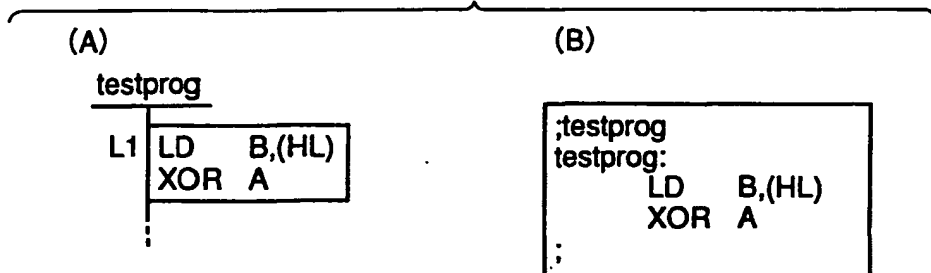 (A)
testprog
L1 LD B,(HL)
XOR A
(B)
;testprog
testprog:
LD B,(HL)
XOR A
;